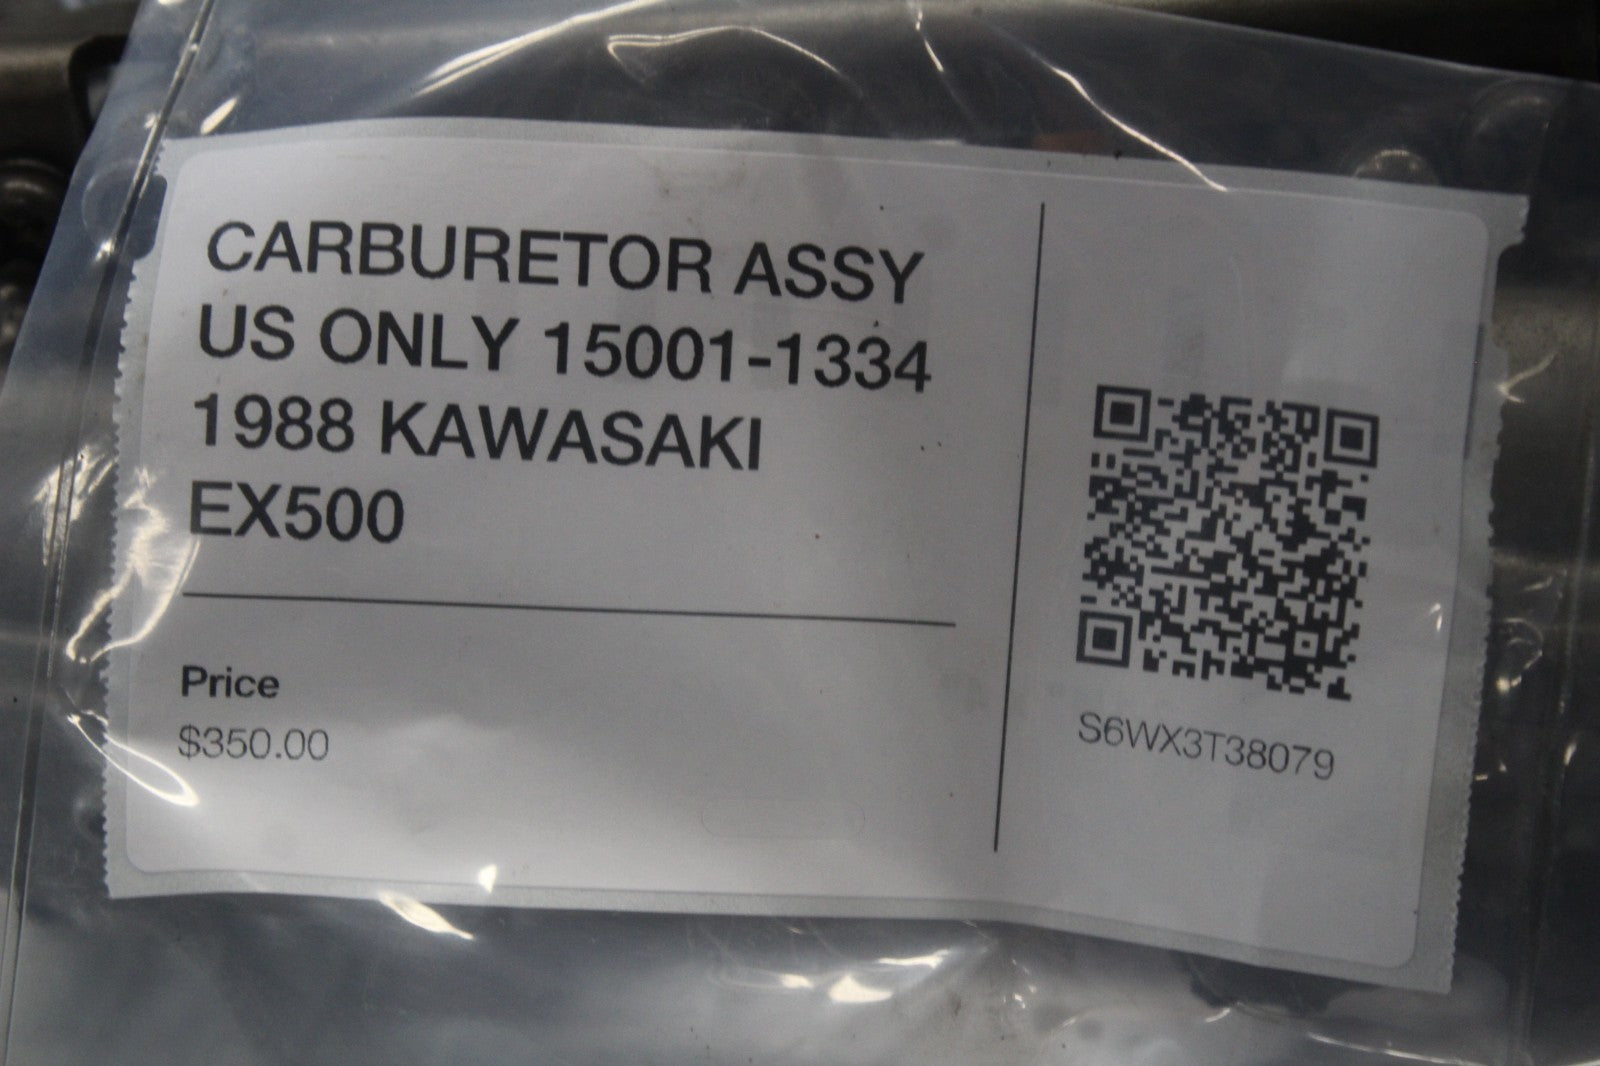 CARBURETOR ASSY
US ONLY 15001-1334
1988 KAWASAKI
EX500
Price
$350.00
S6WX3T38079